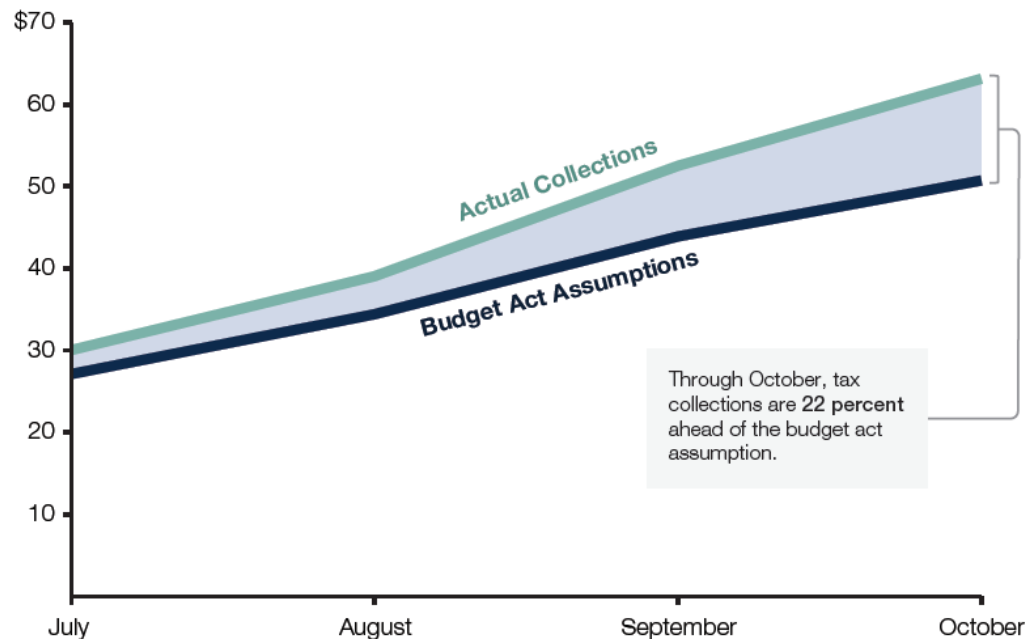 $70
60
50
40
30
20
10
Actual Collections
Budget Act Assumptions
Through October, tax
collections are 22 percent
ahead of the budget act
assumption.
July
August
September
October